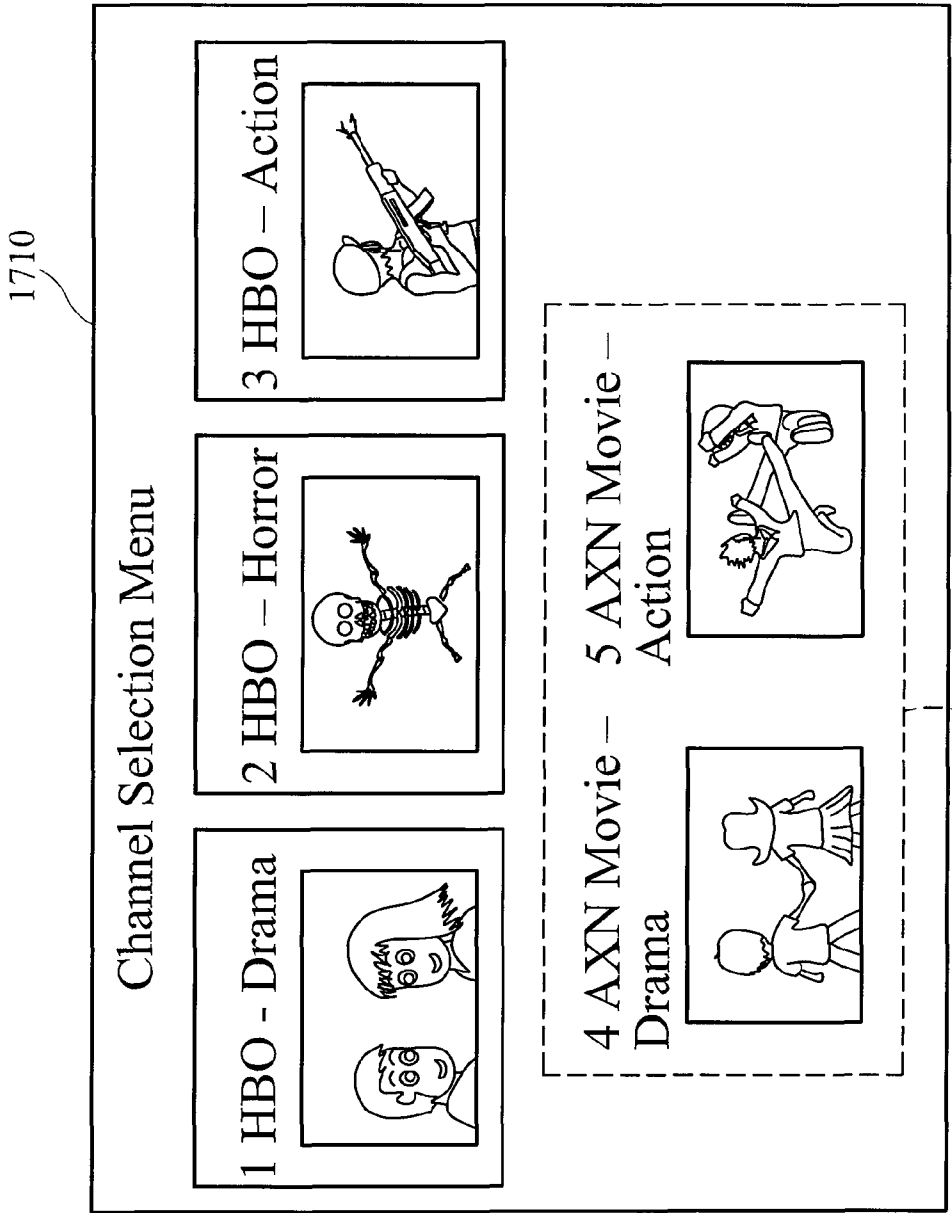 1710
Channel Selection Menu
1 HBO - Drama
2 HBO – Horror
3 HBO – Action
4 AXN Movie –
Drama
5 AXN Movie –
Action